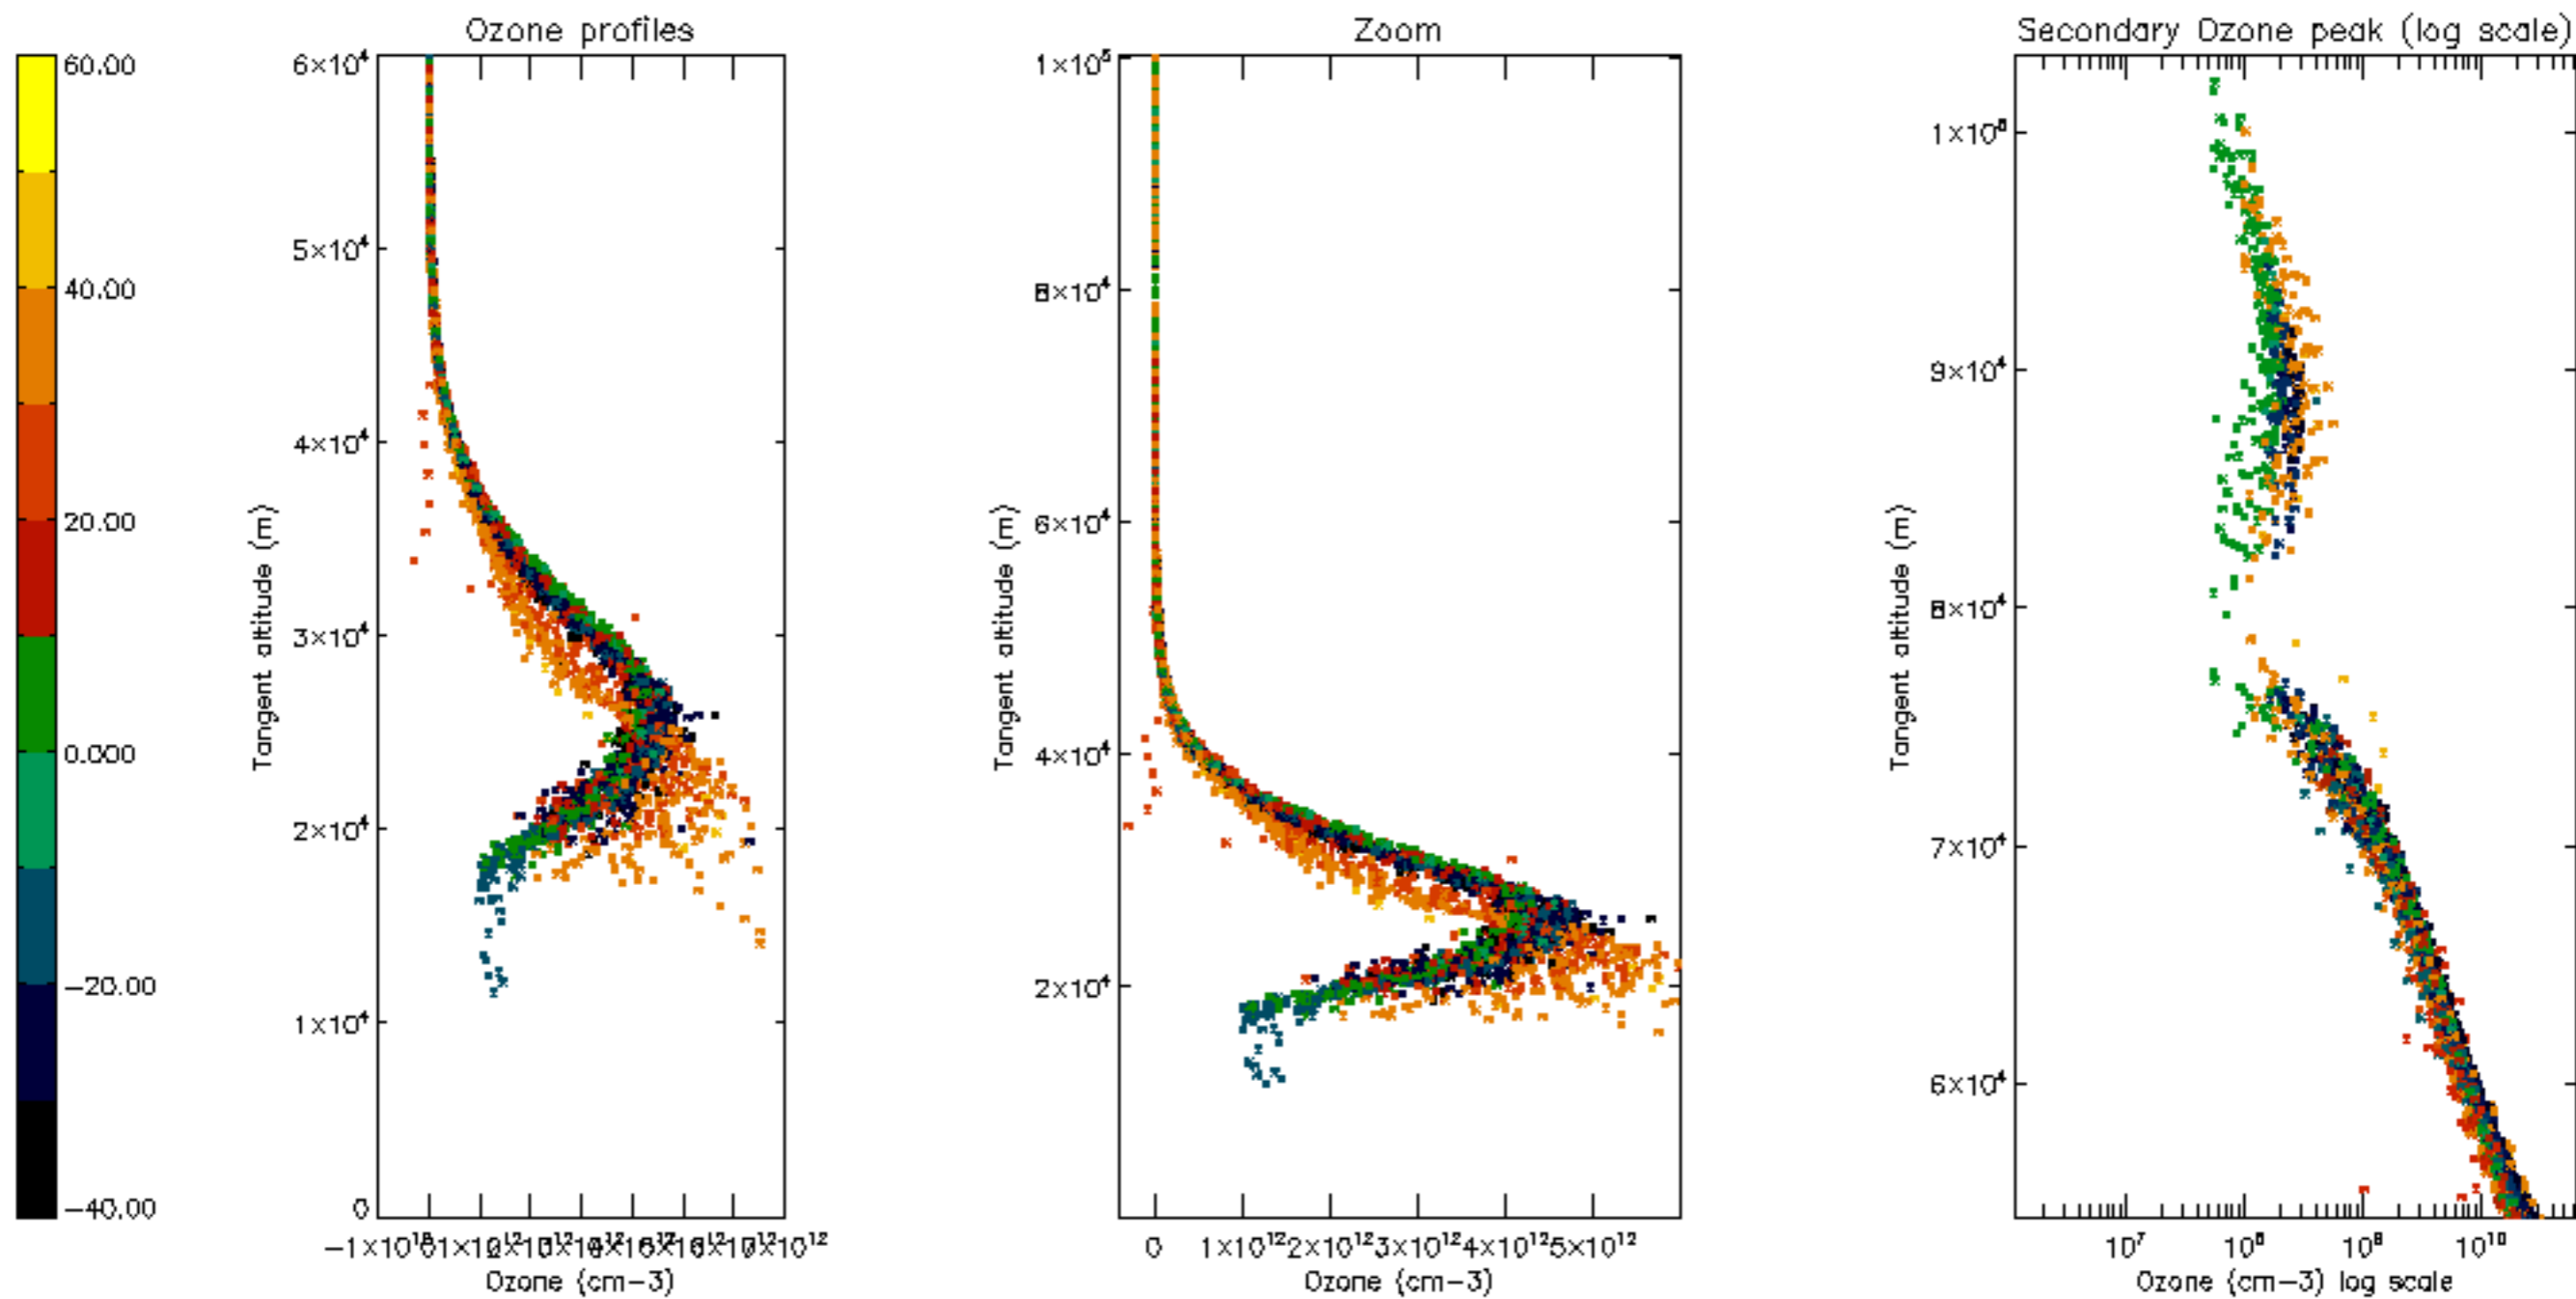 Ozone profiles
Zoom
Secondary Ozone peak (log scale)
60.00
40.00
20.00
0.000
−20.00
−40.00
6×10⁴
5×10⁴
4×10⁴
3×10⁴
2×10⁴
1×10⁴
0
Tangent altitude (m)
Ozone (cm−3)
1×10⁵
8×10⁴
6×10⁴
4×10⁴
2×10⁴
Tangent altitude (m)
0 1×10¹² 2×10¹² 3×10¹² 4×10¹² 5×10¹²
Ozone (cm−3)
9×10⁴
8×10⁴
7×10⁴
6×10⁴
Tangent altitude (m)
10⁷ 10⁸ 10⁹ 10¹⁰
Ozone (cm−3) log scale